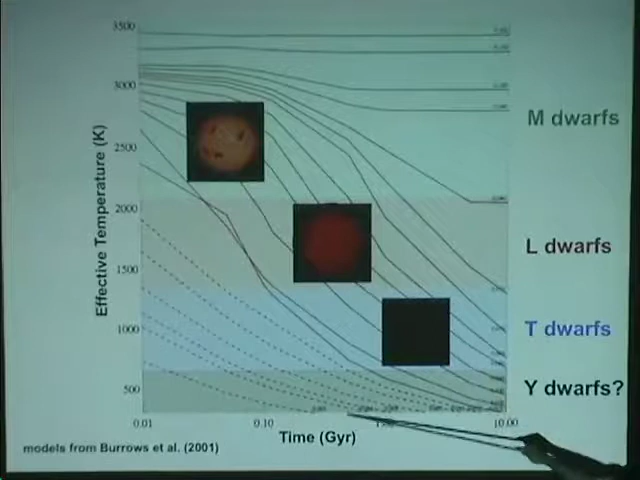 3500
3000
2500
2000
1500
1000
500
Effective Temperature (K)
M dwarfs
L dwarfs
T dwarfs
Y dwarfs?
0.01
0.10
10.00
Time (Gyr)
models from Burrows et al. (2001)